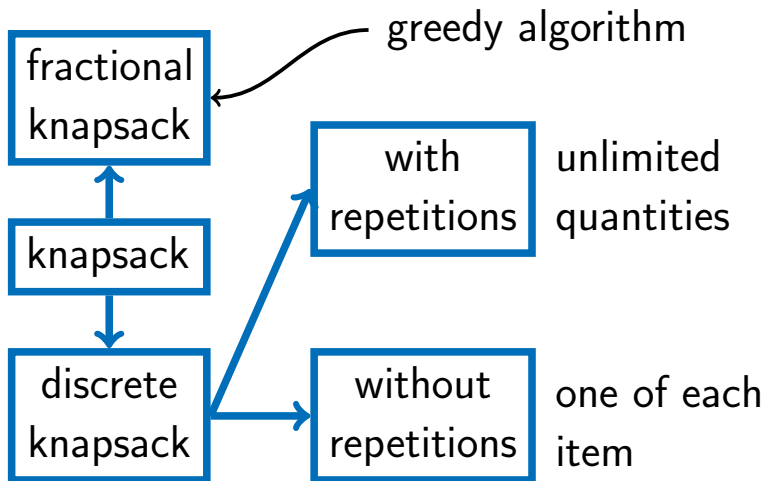 greedy algorithm
fractional
knapsack
with
repetitions
unlimited
quantities
knapsack
discrete
knapsack
without
repetitions
one of each
item